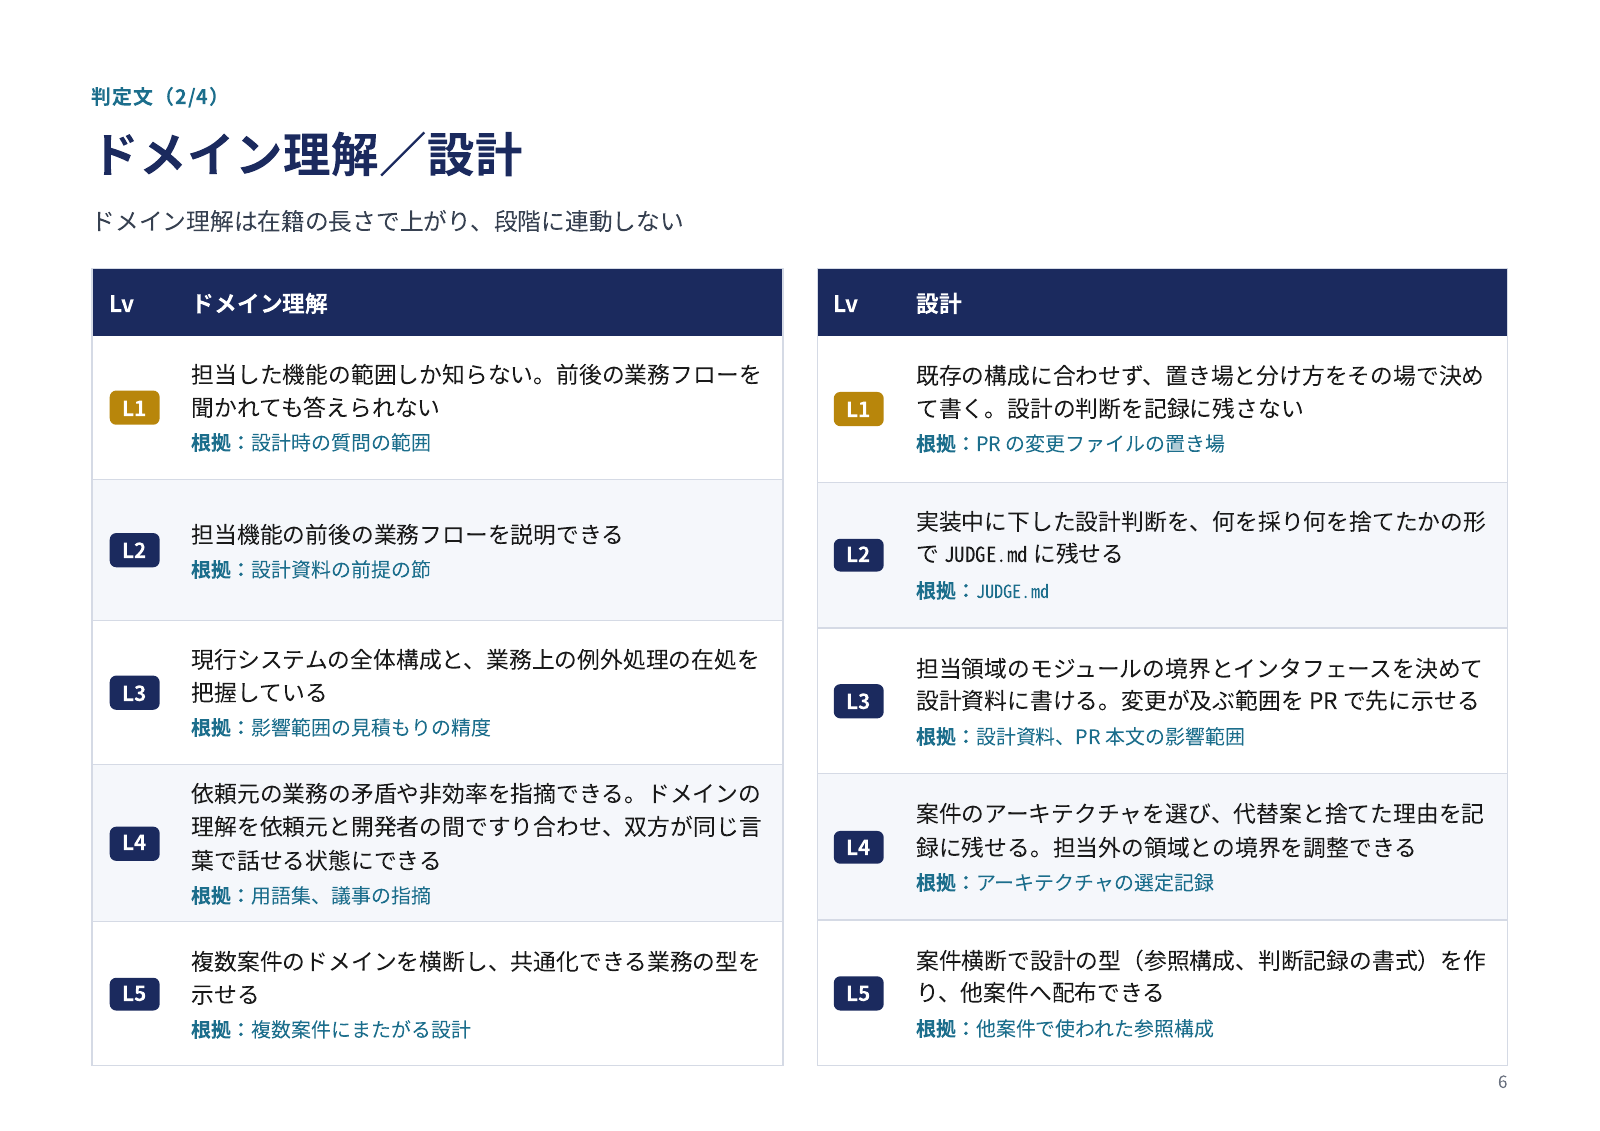 判定文（2/4）
ドメイン理解／設計
ドメイン理解は在籍の長さで上がり、段階に連動しない
Lv ドメイン理解
L1
担当した機能の範囲しか知らない。前後の業務フローを
聞かれても答えられない
根拠：設計時の質問の範囲
L2
担当機能の前後の業務フローを説明できる
根拠：設計資料の前提の節
L3
現行システムの全体構成と、業務上の例外処理の在処を
把握している
根拠：影響範囲の見積もりの精度
L4
依頼元の業務の矛盾や非効率を指摘できる。ドメインの
理解を依頼元と開発者の間ですり合わせ、双方が同じ言
葉で話せる状態にできる
根拠：用語集、議事の指摘
L5
複数案件のドメインを横断し、共通化できる業務の型を
示せる
根拠：複数案件にまたがる設計
Lv 設計
L1
既存の構成に合わせず、置き場と分け方をその場で決め
て書く。設計の判断を記録に残さない
根拠：PR の変更ファイルの置き場
L2
実装中に下した設計判断を、何を採り何を捨てたかの形
で JUDGE.md に残せる
根拠：JUDGE.md
L3
担当領域のモジュールの境界とインタフェースを決めて
設計資料に書ける。変更が及ぶ範囲を PR で先に示せる
根拠：設計資料、PR 本文の影響範囲
L4
案件のアーキテクチャを選び、代替案と捨てた理由を記
録に残せる。担当外の領域との境界を調整できる
根拠：アーキテクチャの選定記録
L5
案件横断で設計の型（参照構成、判断記録の書式）を作
り、他案件へ配布できる
根拠：他案件で使われた参照構成
6